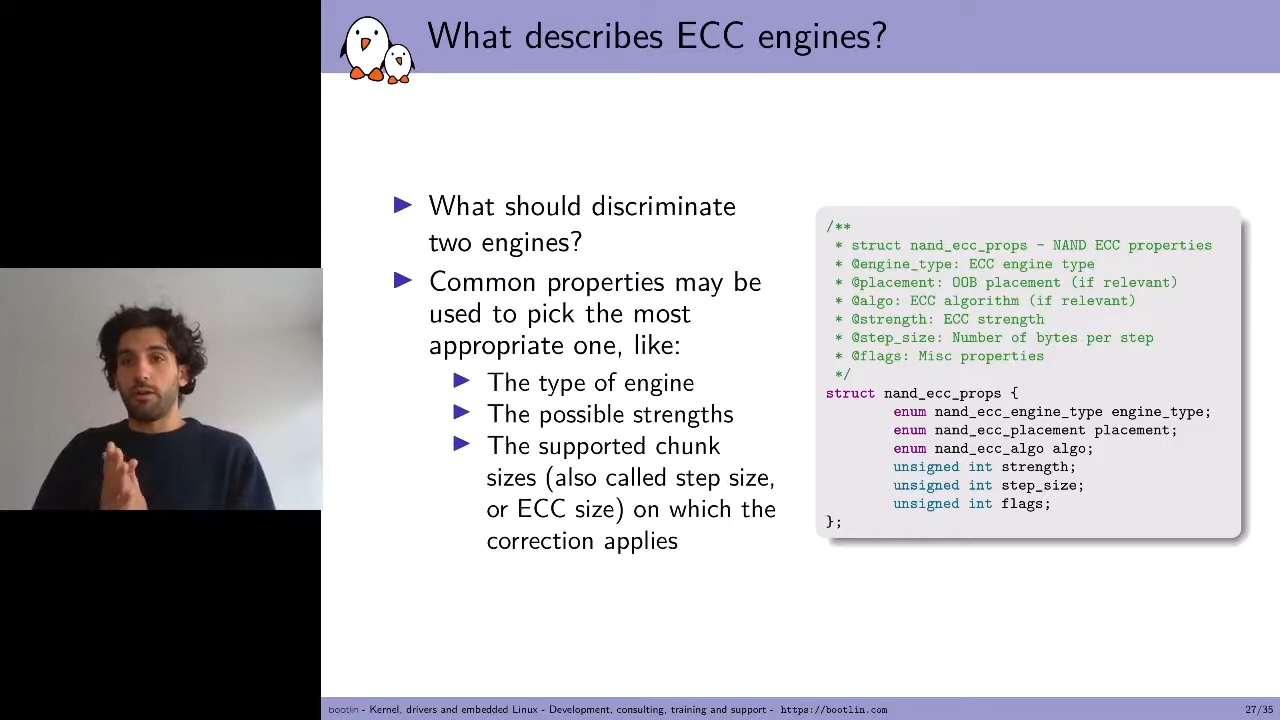 What describes ECC engines?
What should discriminate
two engines?
Common properties may be
used to pick the most
appropriate one, like:
The type of engine
The possible strengths
The supported chunk
sizes (also called step size,
or ECC size) on which the
correction applies
/**
* struct nand_ecc_props - NAND ECC properties
* @engine_type: ECC engine type
* @placement: OOB placement (if relevant)
* @algo: ECC algorithm (if relevant)
* @strength: ECC strength
* @step_size: Number of bytes per step
* @flags: Misc properties
*/
struct nand_ecc_props {
enum nand_ecc_engine_type engine_type;
enum nand_ecc_placement placement;
enum nand_ecc_algo algo;
unsigned int strength;
unsigned int step_size;
unsigned int flags;
};
bootlin - Kernel, drivers and embedded Linux - Development, consulting, training and support - https://bootlin.com
27/35